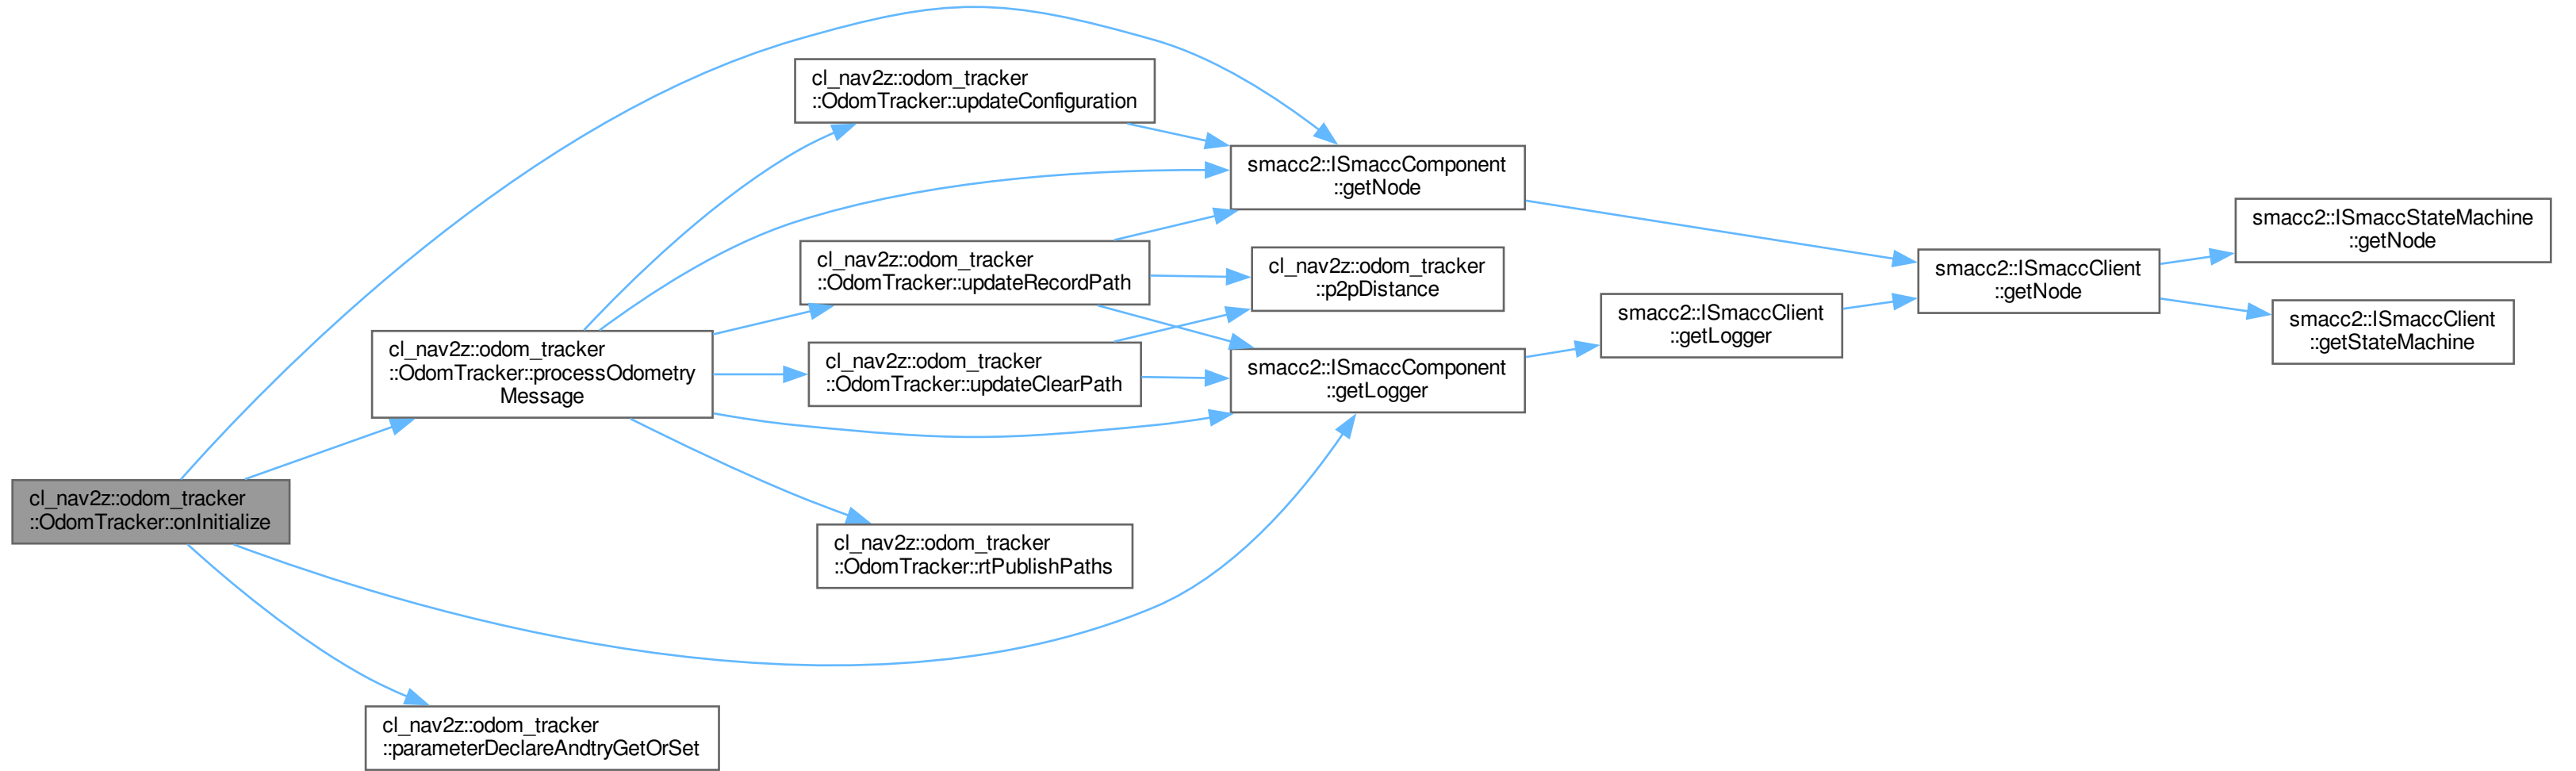 cl_nav2z::odom_tracker
::OdomTracker::onInitialize
cl_nav2z::odom_tracker
::OdomTracker::processOdometry
Message
cl_nav2z::odom_tracker
::parameterDeclareAndtryGetOrSet
cl_nav2z::odom_tracker
::OdomTracker::updateConfiguration
cl_nav2z::odom_tracker
::OdomTracker::updateRecordPath
cl_nav2z::odom_tracker
::OdomTracker::updateClearPath
cl_nav2z::odom_tracker
::OdomTracker::rtPublishPaths
smacc2::ISmaccComponent
::getNode
cl_nav2z::odom_tracker
::p2pDistance
smacc2::ISmaccComponent
::getLogger
smacc2::ISmaccClient
::getLogger
smacc2::ISmaccClient
::getNode
smacc2::ISmaccStateMachine
::getNode
smacc2::ISmaccClient
::getStateMachine